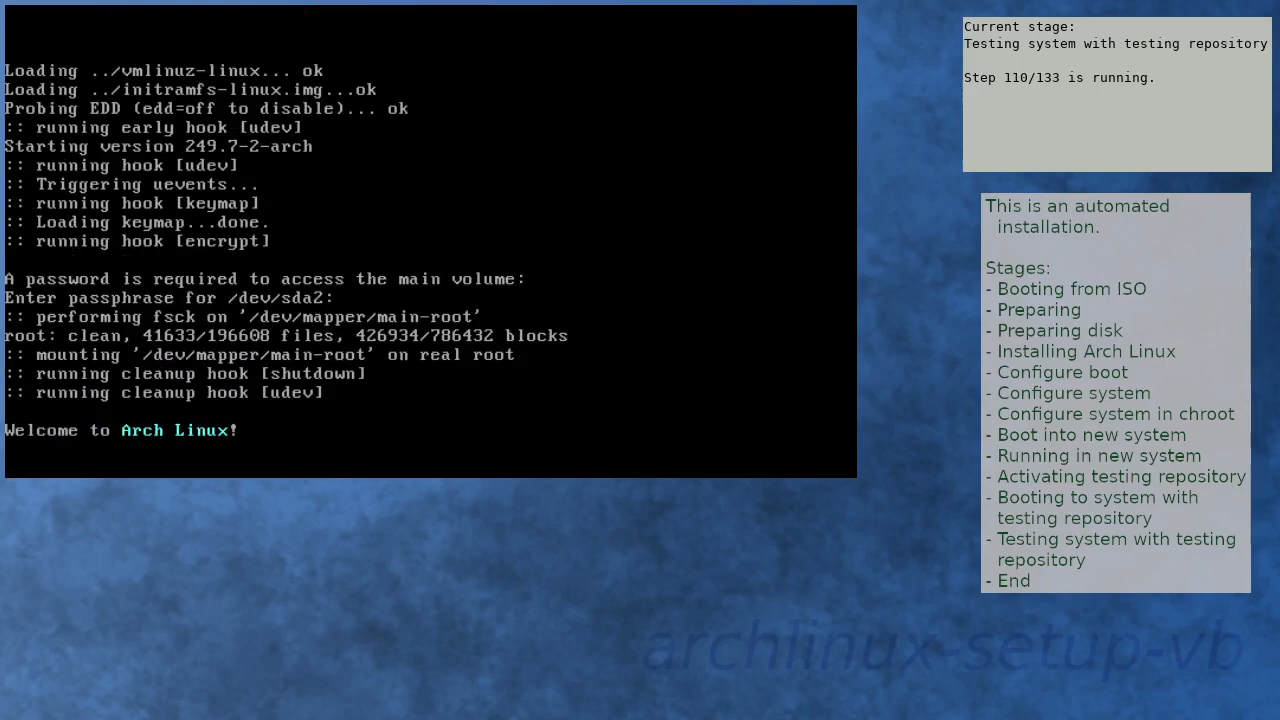 Loading ../vmlinuz-linux... ok
Loading ../initramfs-linux.img...ok
Probing EDD (edd=off to disable)... ok
:: running early hook [udev]
Starting version 249.7-2-arch
:: running hook [udev]
:: Triggering uevents...
:: running hook [keymap]
:: Loading keymap...done.
:: running hook [encrypt]
A password is required to access the main volume:
Enter passphrase for /dev/sda2:
:: performing fsck on '/dev/mapper/main-root'
root: clean, 41633/196608 files, 426934/786432 blocks
:: mounting '/dev/mapper/main-root' on real root
:: running cleanup hook [shutdown]
:: running cleanup hook [udev]
Welcome to Arch Linux!
Current stage:
Testing system with testing repository
Step 110/133 is running.
This is an automated
installation.
Stages:
- Booting from ISO
- Preparing
- Preparing disk
- Installing Arch Linux
- Configure boot
- Configure system
- Configure system in chroot
- Boot into new system
- Running in new system
- Activating testing repository
- Booting to system with
testing repository
- Testing system with testing
repository
- End
archlinux-setup-vb